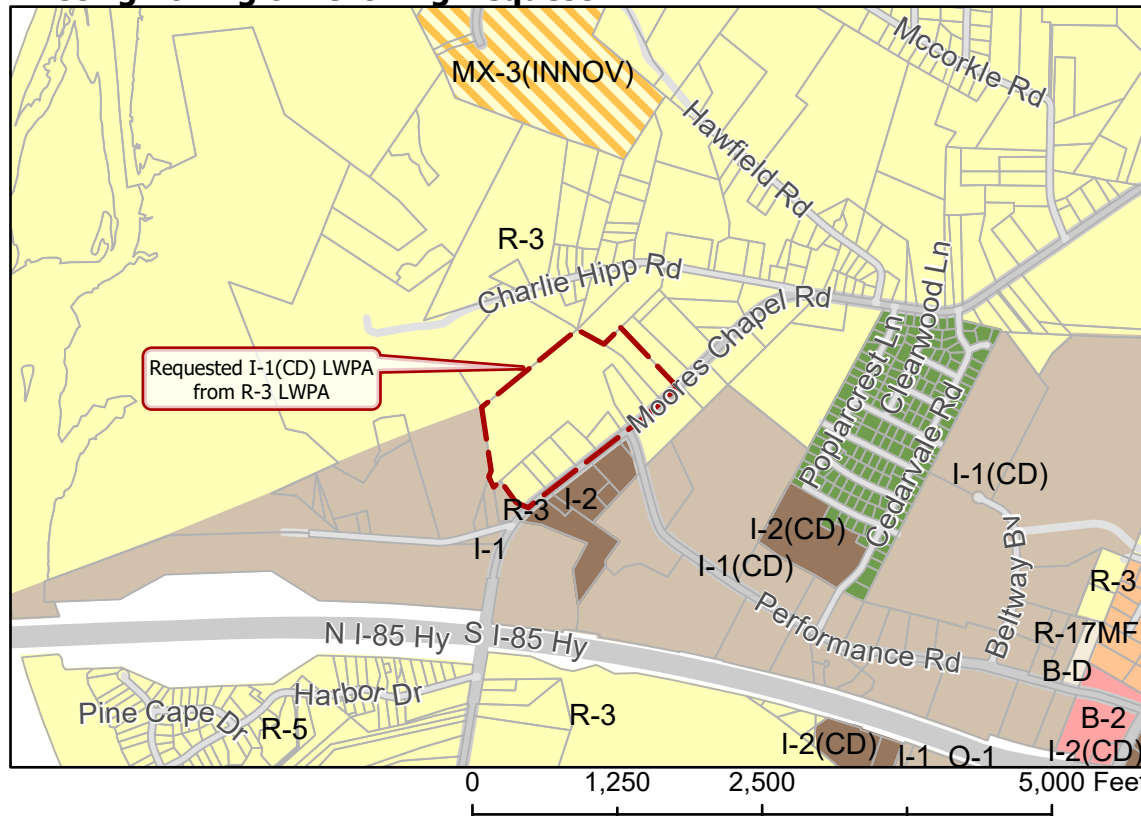 Mccorkle Rd
MX-3(INNOV)
Hawfield Rd
R-3
Charlie Hipp Rd
Clearwood Ln
Moores Chapel Rd
Poplarcrest Ln
Requested I-1(CD) LWPA
from R-3 LWPA
Cedarvale Rd
I-1(CD)
I-2
R-3
I-2(CD)
I-1
I-1(CD)
Beltway Bv
R-3
Performance Rd
N I-85 Hy
S I-85 Hy
R-17MF
B-D
Harbor Dr
Pine Cape Dr
R-5
R-3
B-2
I-2(CD)
I-1
O-1
I-2(CD)
0
1,250
2,500
5,000 Feet